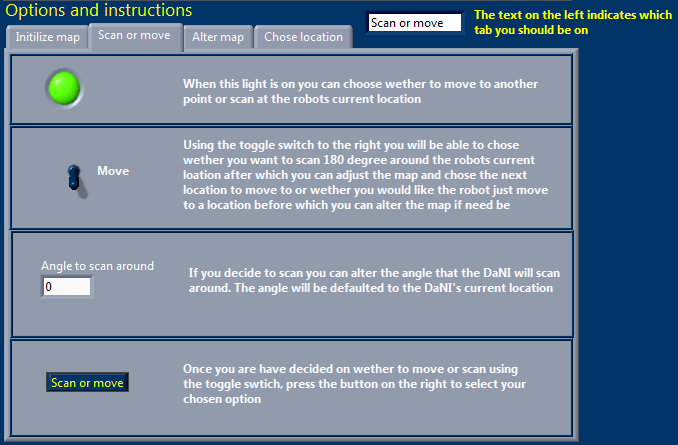 Options and instructions
Scan or move
The text on the left indicates which
tab you should be on
Initilize map
Scan or move
Alter map
Chose location
When this light is on you can choose wether to move to another
point or scan at the robots current location
Move
Using the toggle switch to the right you will be able to chose
wether you want to scan 180 degree around the robots current
loation after which you can adjust the map and chose the next
location to move to or wether you would like the robot just move
to a location before which you can alter the map if need be
Angle to scan around
0
If you decide to scan you can alter the angle that the DaNI will scan
around. The angle will be defaulted to the DaNI's current location
Scan or move
Once you are have decided on wether to move or scan using
the toggle swtich, press the button on the right to select your
chosen option